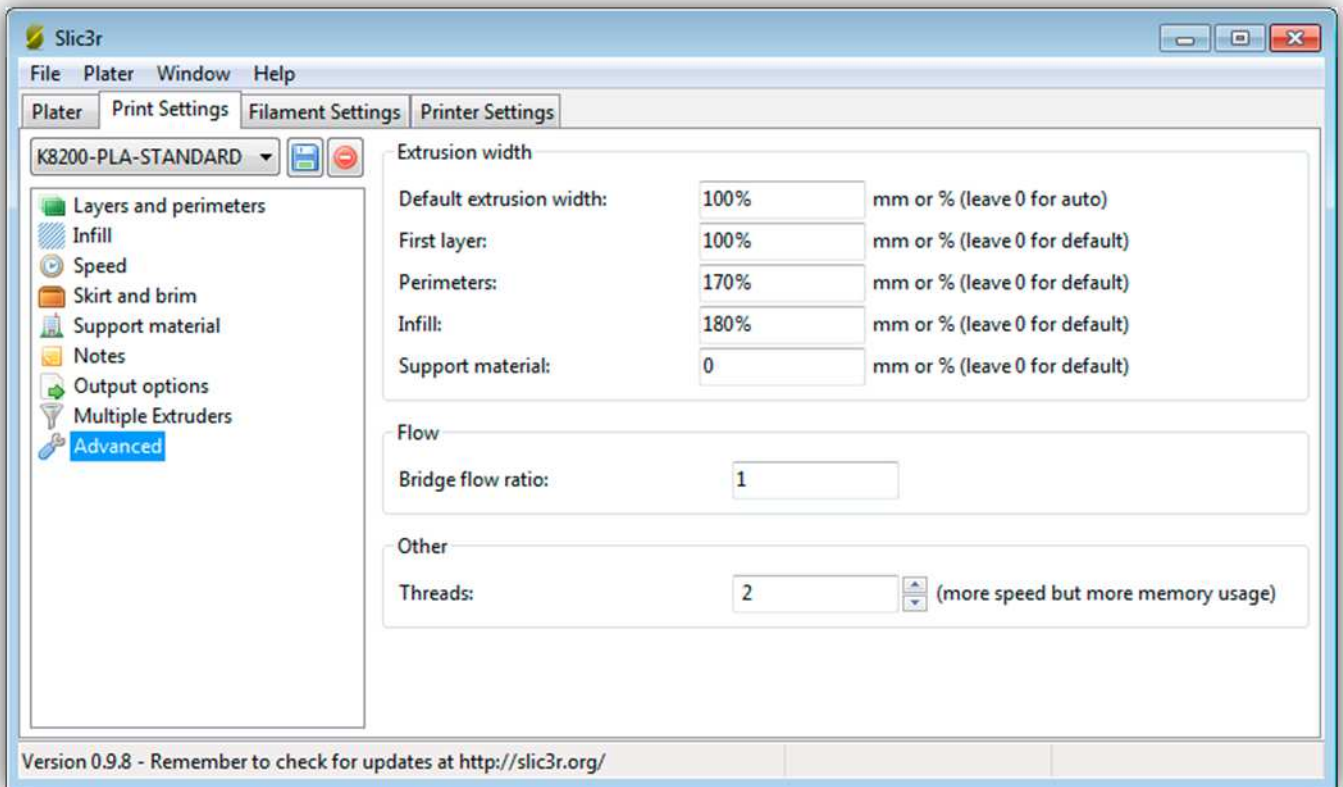 Slic3r
File Plater Window Help
Plater Print Settings Filament Settings Printer Settings
K8200-PLA-STANDARD
Layers and perimeters
Infill
Speed
Skirt and brim
Support material
Notes
Output options
Multiple Extruders
Advanced
Extrusion width
Default extrusion width: 100% mm or % (leave 0 for auto)
First layer: 100% mm or % (leave 0 for default)
Perimeters: 170% mm or % (leave 0 for default)
Infill: 180% mm or % (leave 0 for default)
Support material: 0 mm or % (leave 0 for default)
Flow
Bridge flow ratio: 1
Other
Threads: 2 (more speed but more memory usage)
Version 0.9.8 - Remember to check for updates at http://slic3r.org/